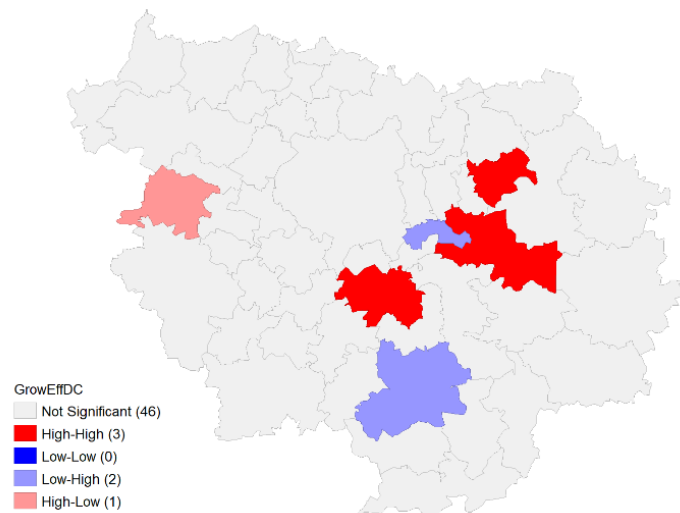 GrowEffDC
Not Significant (46)
High-High (3)
Low-Low (0)
Low-High (2)
High-Low (1)